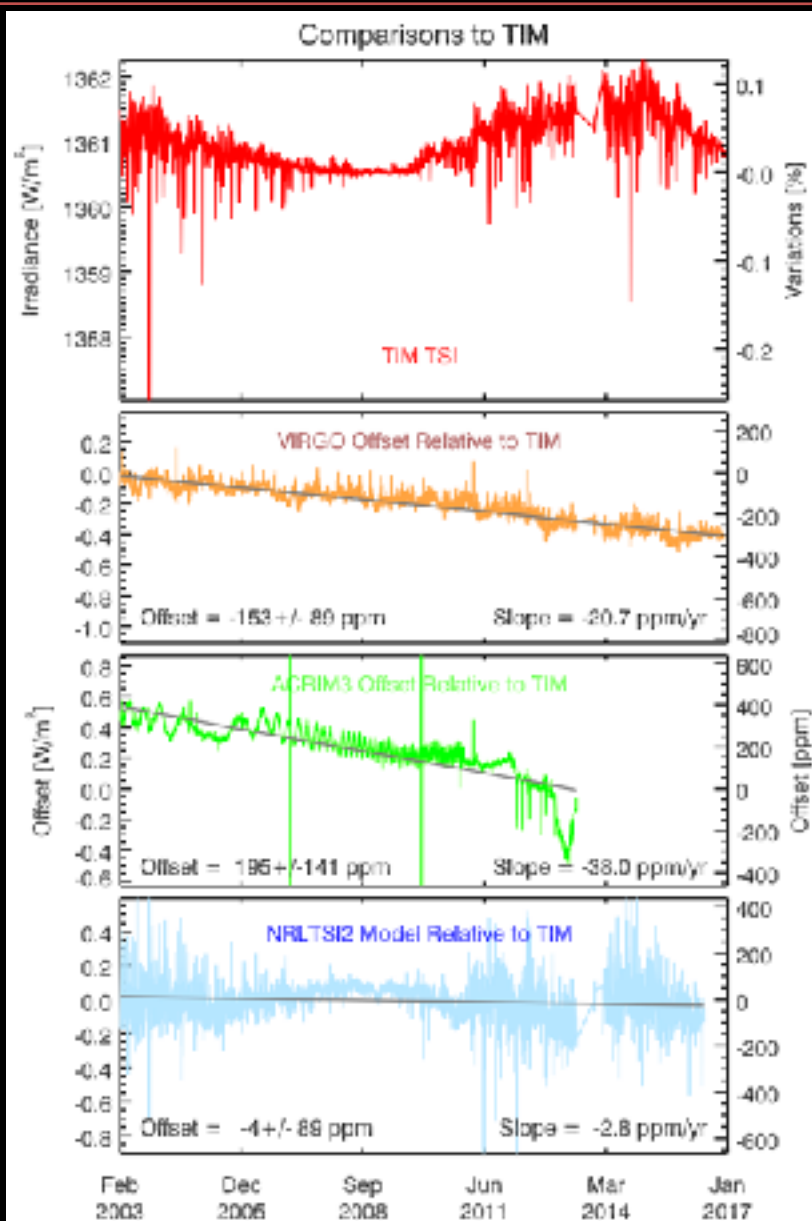 Comparisons to TIM
1362
1361
1360
1359
1358
Irradiance [W/m²]
0.1
-0.0
-0.1
-0.2
Variations [%]
TIM TSI
VIRGO Offset Relative to TIM
0.2
0.0
-0.2
-0.4
-0.6
-0.8
-1.0
200
0
-200
-400
-600
-800
Offset = -153+/- 89 ppm
Slope = -20.7 ppm/yr
ACRIM3 Offset Relative to TIM
0.8
0.6
0.4
0.2
0.0
-0.2
-0.4
-0.6
Offset [W/m²]
600
400
200
0
-200
-400
Offset [ppm]
Offset = 195+/-141 ppm
Slope = -38.0 ppm/yr
NRLTSI2 Model Relative to TIM
0.4
0.2
0.0
-0.2
-0.4
-0.6
-0.8
400
200
0
-200
-400
-600
Offset = -4+/- 89 ppm
Slope = -2.8 ppm/yr
Feb Dec Sep Jun Mar Jan
2003 2005 2008 2011 2014 2017